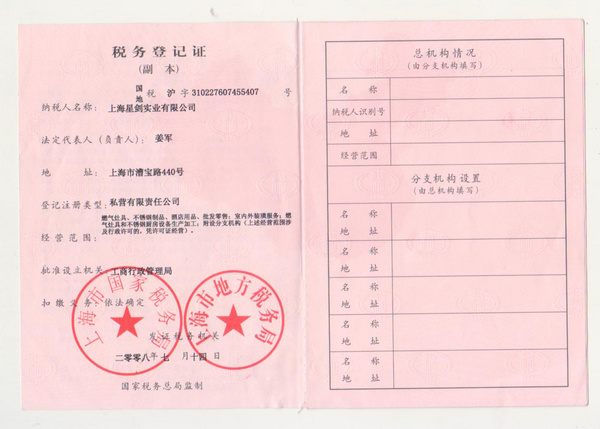 税务登记证
(副 本)
国
地 税 沪 字 310227607455407 号
纳税人名称: 上海星剑实业有限公司
法定代表人(负责人): 姜军
地 址: 上海市漕宝路440号
登记注册类型: 私营有限责任公司
燃气灶具、不锈钢制品、酒店用品、批发零售; 室内外装璜服务; 燃
气灶具和不锈钢厨房设备生产加工; 附设分支机构(上述经营范围涉
及行政许可的, 凭许可证经营)。
经营范围:
批准设立机关: 工商行政管理局
扣缴义务: 依法确定
上海市国家税务局
上海市地方税务局
发证税务机关
二零零八年 七 月 十四 日
国家税务总局监制
总机构情况
(由分支机构填写)
名 称
纳税人识别号
地 址
经营范围
分支机构设置
(由总机构填写)
名 称
地 址
名 称
地 址
名 称
地 址
名 称
地 址
名 称
地 址